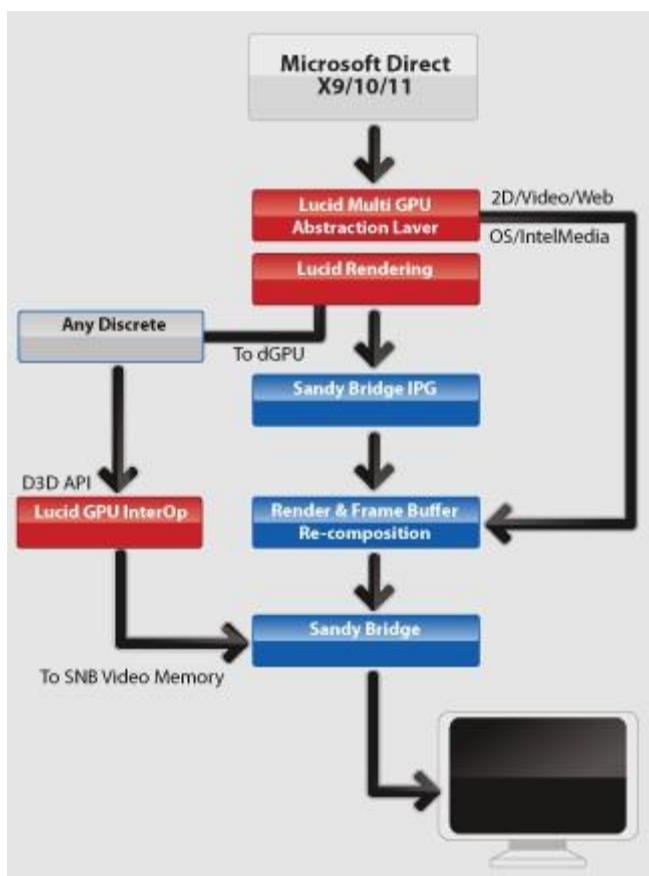 Microsoft Direct
X9/10/11
Lucid Multi GPU
Abstraction Laver
2D/Video/Web
OS/IntelMedia
Lucid Rendering
Any Discrete
To dGPU
Sandy Bridge IPG
D3D API
Lucid GPU InterOp
Render & Frame Buffer
Re-composition
Sandy Bridge
To SNB Video Memory